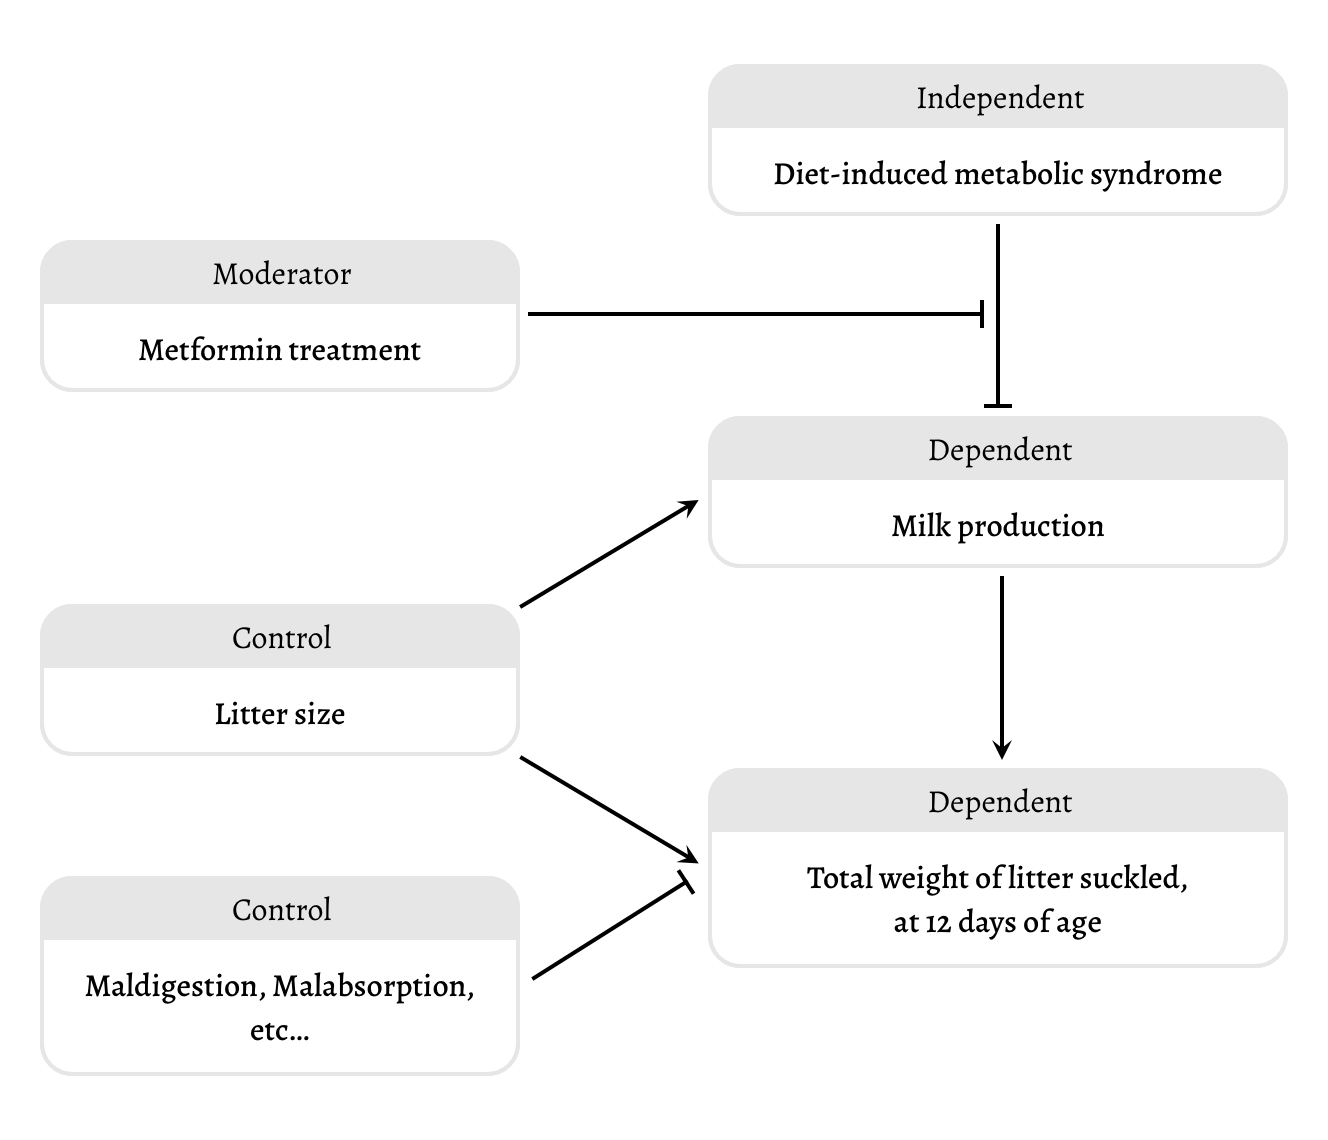 Independent
Diet-induced metabolic syndrome
Moderator
Metformin treatment
Dependent
Milk production
Control
Litter size
Dependent
Total weight of litter suckled,
at 12 days of age
Control
Maldigestion, Malabsorption,
etc...